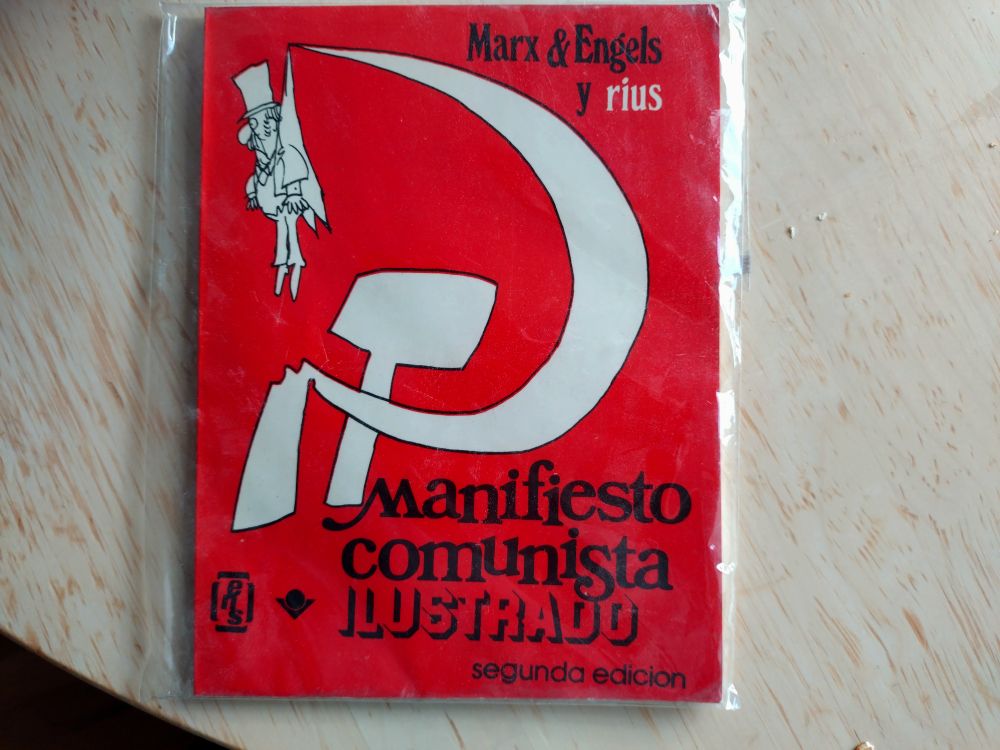 Marx & Engels
y rius
Manifiesto
comunista
ILUSTRADO
segunda edicion